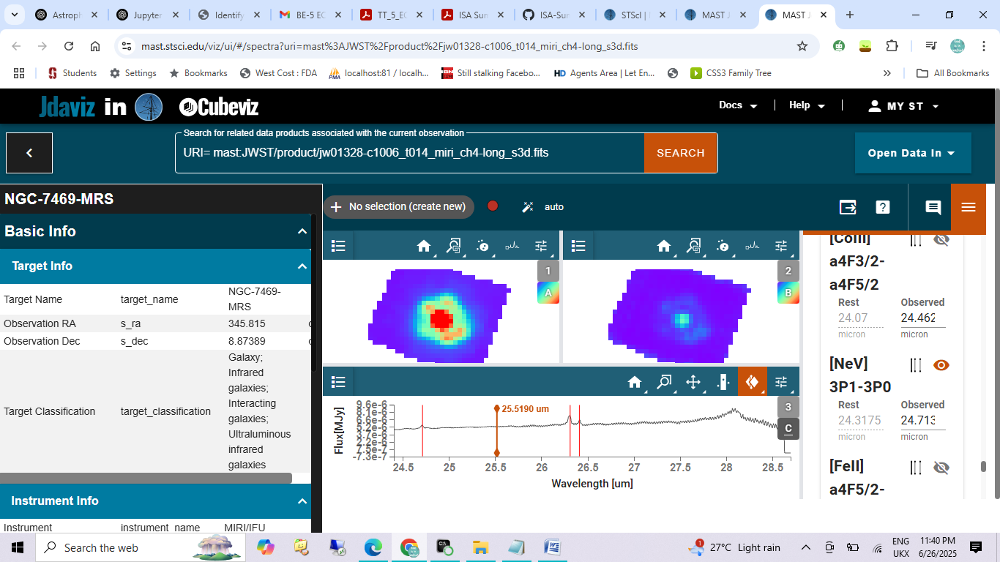 Astroph
Jupyter
Identify
BE-5 EC
TT_5_EC
ISA Sun
ISA-Sur
STScI |
MAST J
MAST J
mast.stsci.edu/viz/ui/#/spectra?uri=mast%3AJWST%2Fproduct%2Fjw01328-c1006_t014_miri_ch4-long_s3d.fits
Students
Settings
Bookmarks
West Cost : FDA
localhost:81 / localh...
Still stalking Facebo...
HD Agents Area | Let En...
CSS3 Family Tree
All Bookmarks
Jdaviz in Cubeviz
Docs
Help
MY ST
Search for related data products associated with the current observation
URI= mast:JWST/product/jw01328-c1006_t014_miri_ch4-long_s3d.fits
SEARCH
Open Data In
NGC-7469-MRS
No selection (create new)
auto
Basic Info
Target Info
Target Name target_name NGC-7469-
MRS
Observation RA s_ra 345.815
Observation Dec s_dec 8.87389
Target Classification target_classification Galaxy;
Infrared
galaxies;
Interacting
galaxies;
Ultraluminous
infrared
galaxies
Instrument Info
Instrument instrument_name MIRI/IFU
1
A
2
B
3
C
25.5190 um
Flux[MJy]
9.6e-6
8.1e-6
6.6e-6
5.2e-6
3.7e-6
2.2e-6
7.5e-7
-7.3e-7
24.5 25 25.5 26 26.5 27 27.5 28 28.5
Wavelength [um]
[CoIII]
a4F3/2-
a4F5/2
Rest Observed
24.07 24.462
micron micron
[NeV]
3P1-3P0
Rest Observed
24.3175 24.713
micron micron
[FeII]
a4F5/2-
Search the web
27°C Light rain
ENG
UKX
11:40 PM
6/26/2025